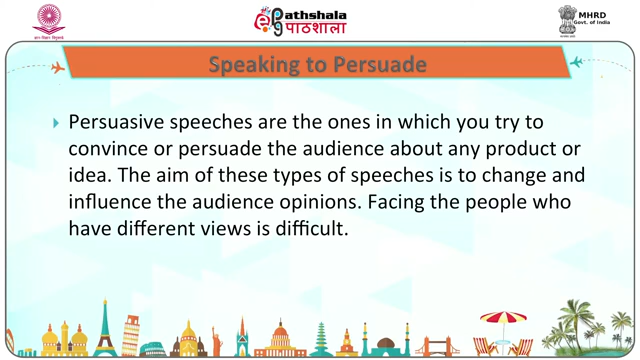 Pathshala
पाठशाला
MHRD
Govt. of India
Speaking to Persuade
Persuasive speeches are the ones in which you try to
convince or persuade the audience about any product or
idea. The aim of these types of speeches is to change and
influence the audience opinions. Facing the people who
have different views is difficult.